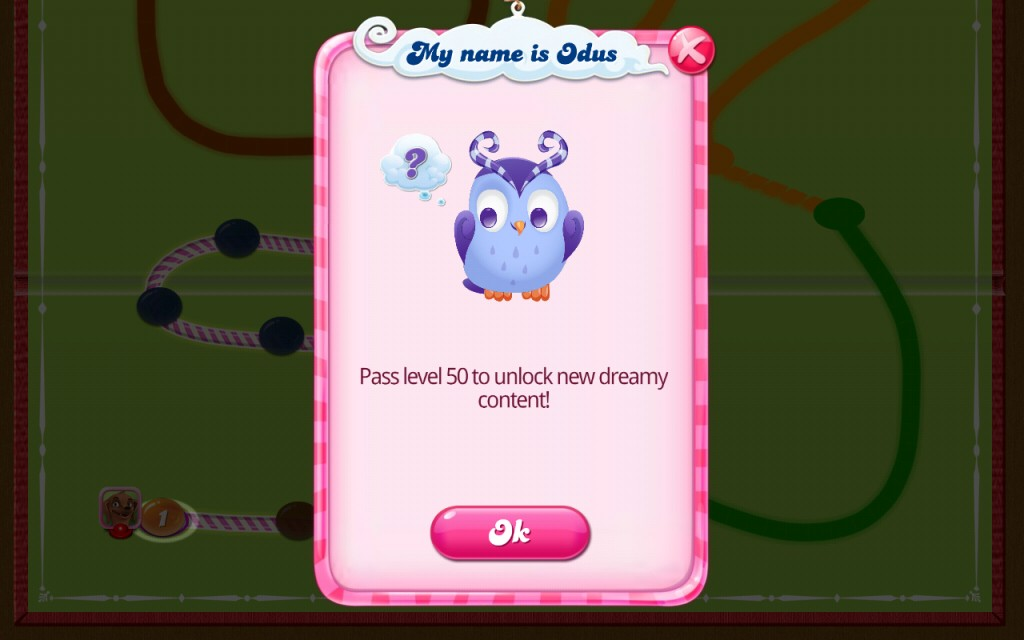 My name is Odus
?
Pass level 50 to unlock new dreamy
content!
Ok
1